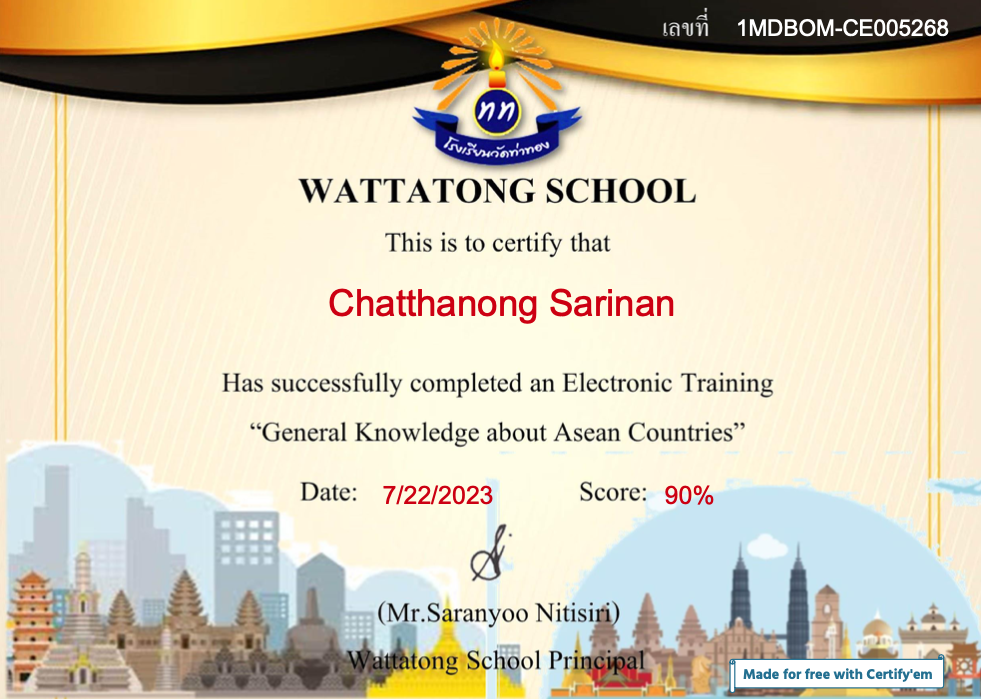 เลขที่ 1MDBOM-CE005268
ทท
โรงเรียนวัดท่าทอง
WATTATONG SCHOOL
This is to certify that
Chatthanong Sarinan
Has successfully completed an Electronic Training
“General Knowledge about Asean Countries”
Date: 7/22/2023 Score: 90%
(Mr.Saranyoo Nitisiri)
Wattatong School Principal
Made for free with Certify'em